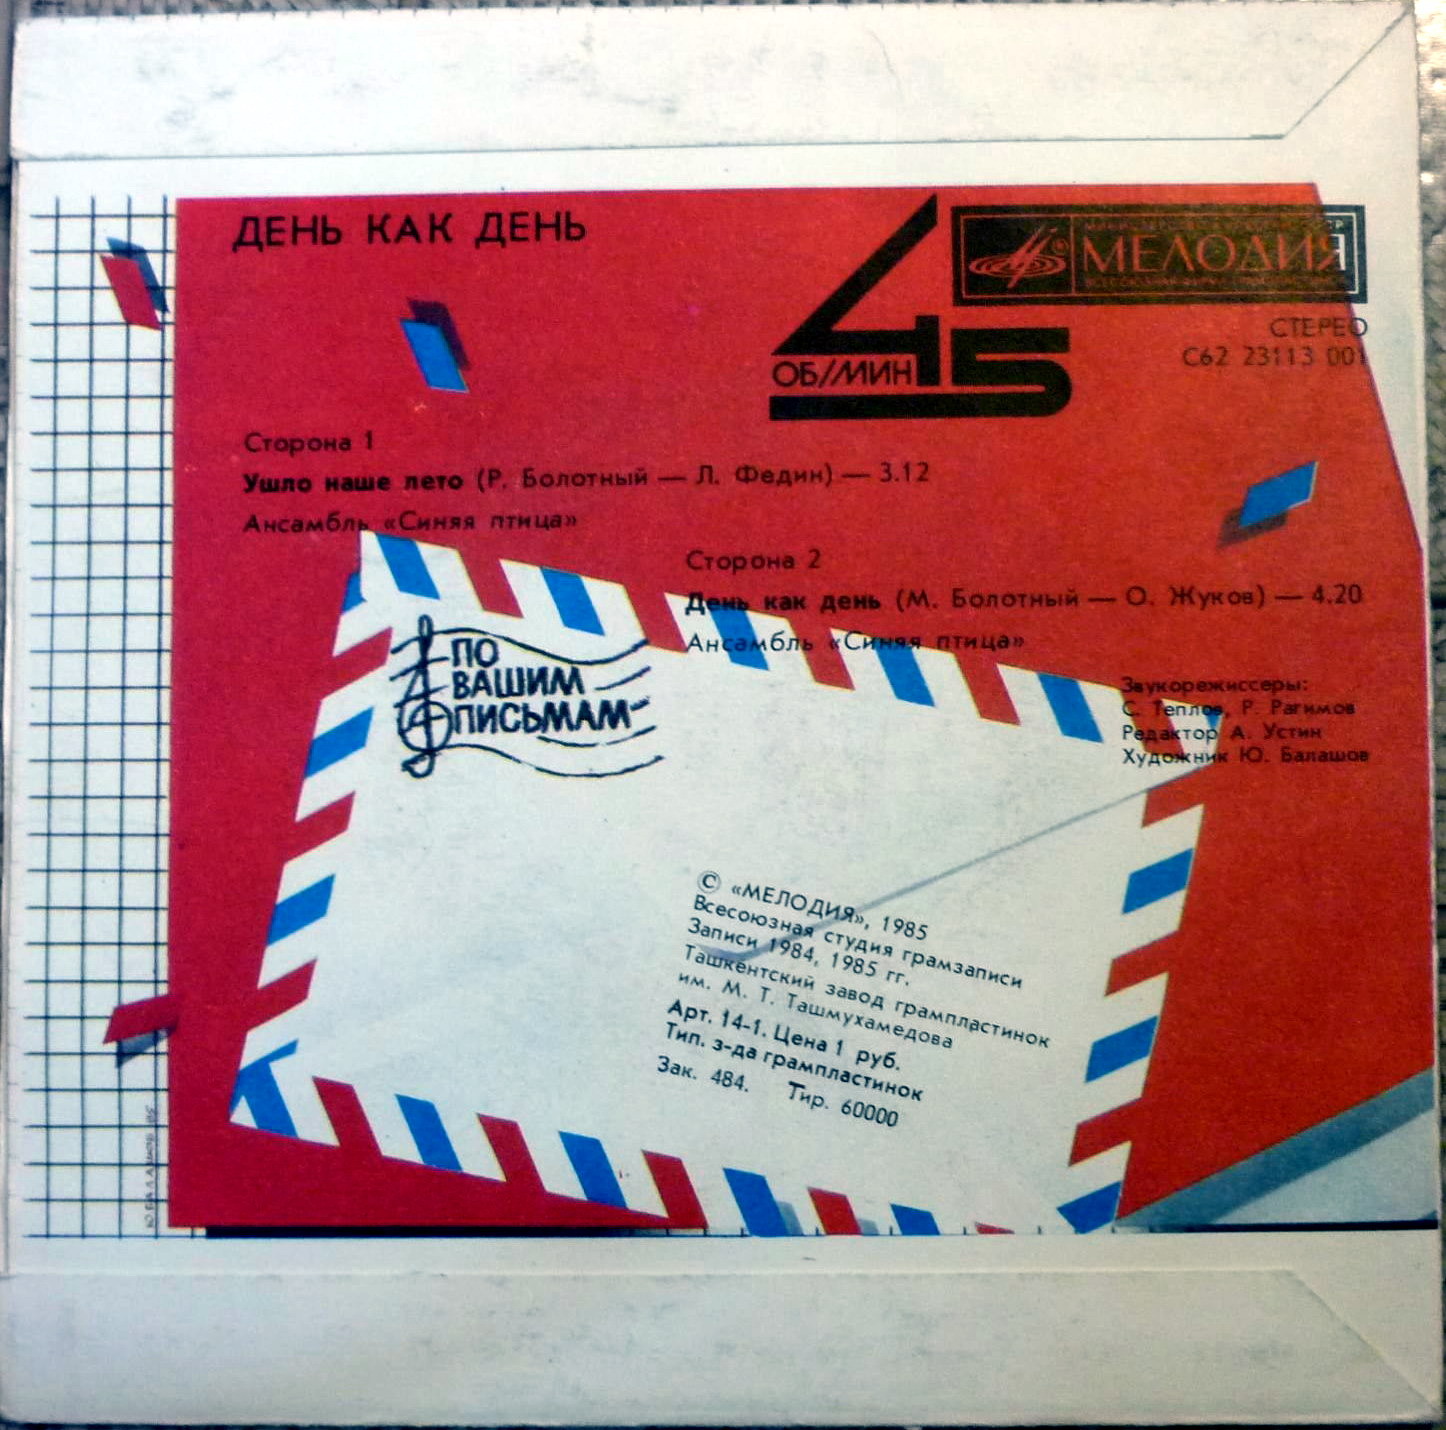 ДЕНЬ КАК ДЕНЬ
45
ОБ/МИН
МЕЛОДИЯ
СТЕРЕО
С62 23113 001
Сторона 1
Ушло наше лето (Р. Болотный — Л. Федин) — 3.12
Ансамбль «Синяя птица»
Сторона 2
День как день (М. Болотный — О. Жуков) — 4.20
Ансамбль «Синяя птица»
ПО
ВАШИМ
ПИСЬМАМ
Звукорежиссеры:
С. Теплов, Р. Рагимов
Редактор А. Устин
Художник Ю. Балашов
© «МЕЛОДИЯ», 1985
Всесоюзная студия грамзаписи
Записи 1984, 1985 гг.
Ташкентский завод грампластинок
им. М. Т. Ташмухамедова
Арт. 14-1. Цена 1 руб.
Тип. з-да грампластинок
Зак. 484. Тир. 60000
Ю. БАЛАШОВ 85